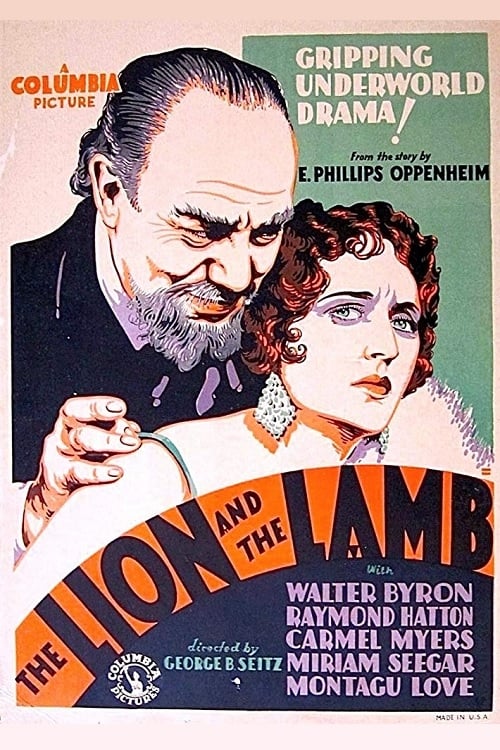 A
COLUMBIA
PICTURE
GRIPPING
UNDERWORLD
DRAMA!
From the story by
E. PHILLIPS OPPENHEIM
THE LION AND THE LAMB
with
WALTER BYRON
RAYMOND HATTON
CARMEL MYERS
MIRIAM SEEGAR
MONTAGU LOVE
directed by
GEORGE B. SEITZ
COLUMBIA
PICTURES
MADE IN U.S.A.